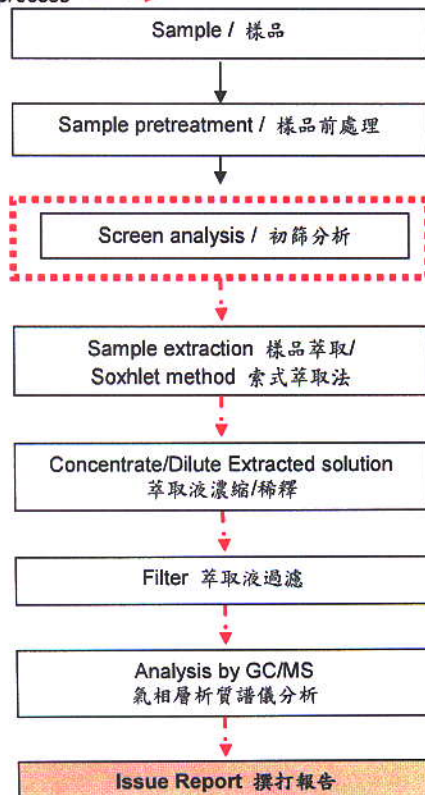 Sample / 樣品
Sample pretreatment / 樣品前處理
Screen analysis / 初篩分析
Sample extraction 樣品萃取/
Soxhlet method 索式萃取法
Concentrate/Dilute Extracted solution
萃取液濃縮/稀釋
Filter 萃取液過濾
Analysis by GC/MS
氣相層析質譜儀分析
Issue Report 撰打報告